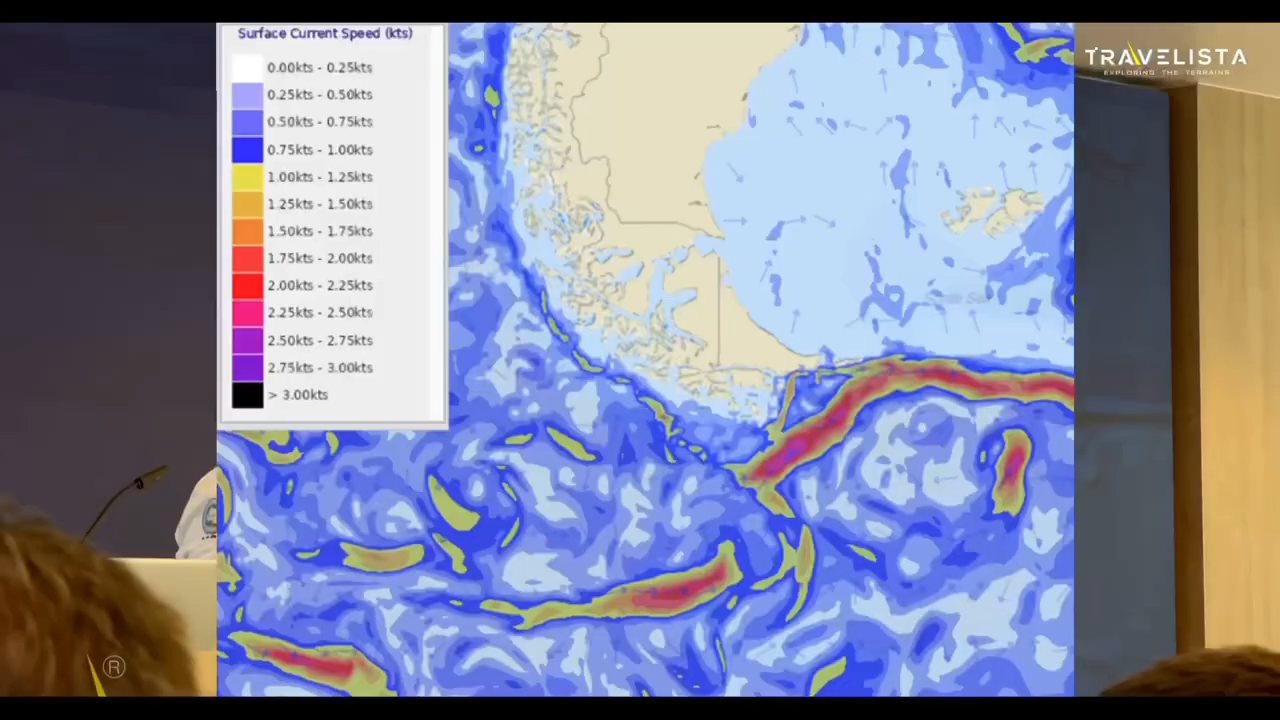 Surface Current Speed (kts)
0.00kts - 0.25kts
0.25kts - 0.50kts
0.50kts - 0.75kts
0.75kts - 1.00kts
1.00kts - 1.25kts
1.25kts - 1.50kts
1.50kts - 1.75kts
1.75kts - 2.00kts
2.00kts - 2.25kts
2.25kts - 2.50kts
2.50kts - 2.75kts
2.75kts - 3.00kts
> 3.00kts
TRAVELISTA
EXPLORING THE TERRAINS
®